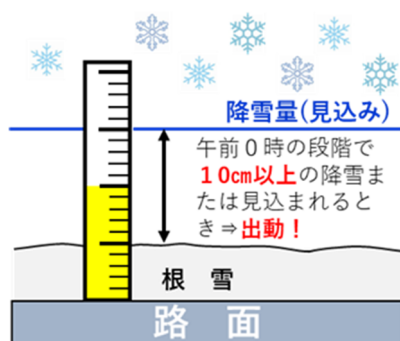 降雪量(見込み)
午前０時の段階で
１０㎝以上の降雪ま
たは見込まれると
き⇒出動！
根　雪
路　面